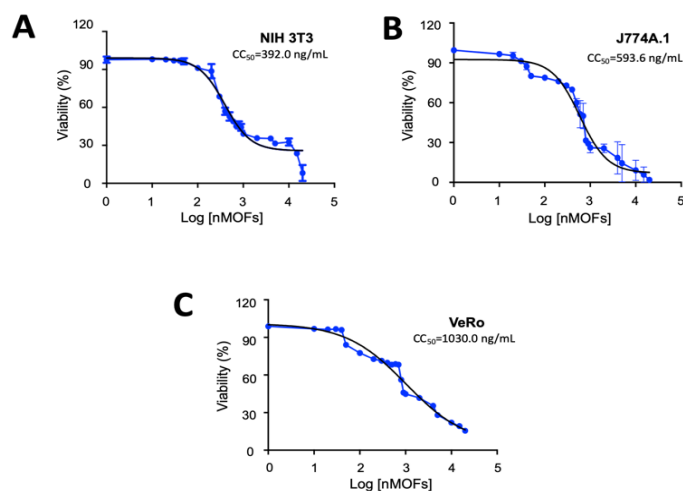 A
NIH 3T3
CC50=392.0 ng/mL
Viability (%)
120
90
60
30
0
0 1 2 3 4 5
Log [nMOFs]
B
J774A.1
CC50=593.6 ng/mL
Viability (%)
120
90
60
30
0
0 1 2 3 4 5
Log [nMOFs]
C
VeRo
CC50=1030.0 ng/mL
Viability (%)
120
90
60
30
0
0 1 2 3 4 5
Log [nMOFs]